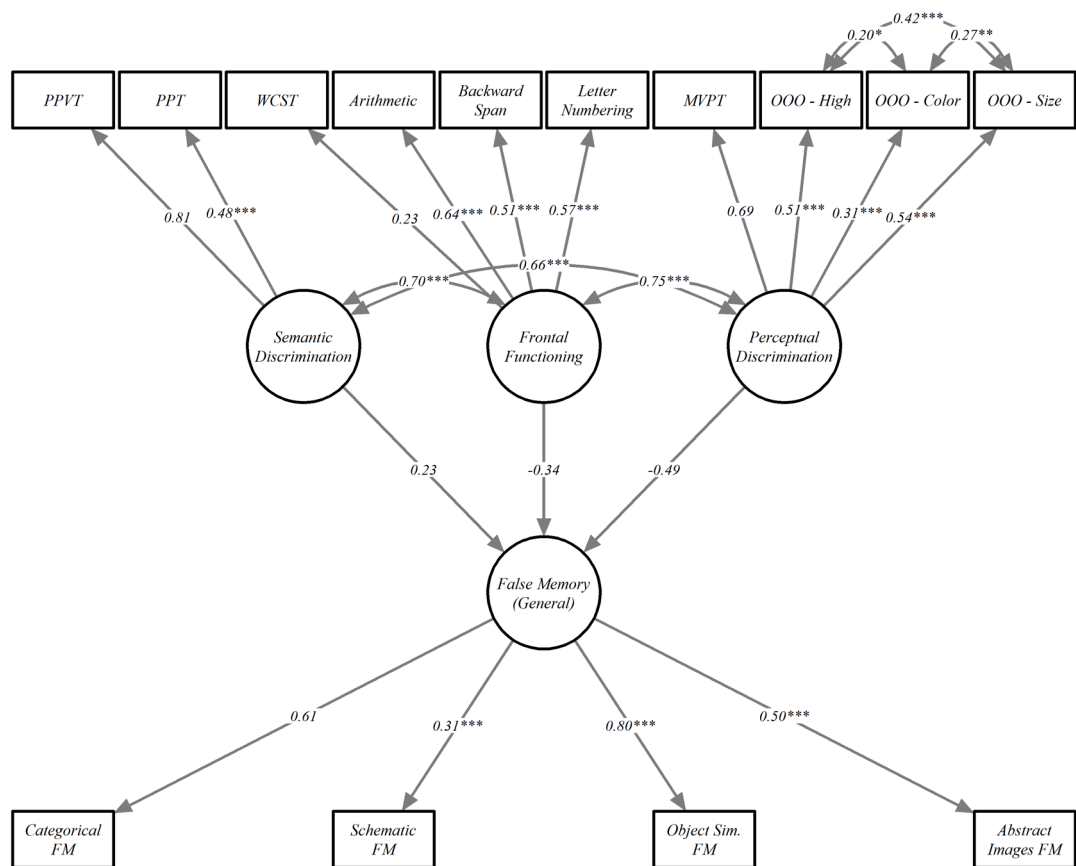 0.42***
0.20*
0.27**
PPVT
PPT
WCST
Arithmetic
Backward
Span
Letter
Numbering
MVPT
OOO - High
OOO - Color
OOO - Size
0.81
0.48***
0.23
0.64***
0.51***
0.57***
0.69
0.51***
0.31***
0.54***
0.66***
0.70***
0.75***
Semantic
Discrimination
Frontal
Functioning
Perceptual
Discrimination
0.23
-0.34
-0.49
False Memory
(General)
0.61
0.31***
0.80***
0.50***
Categorical
FM
Schematic
FM
Object Sim.
FM
Abstract
Images FM